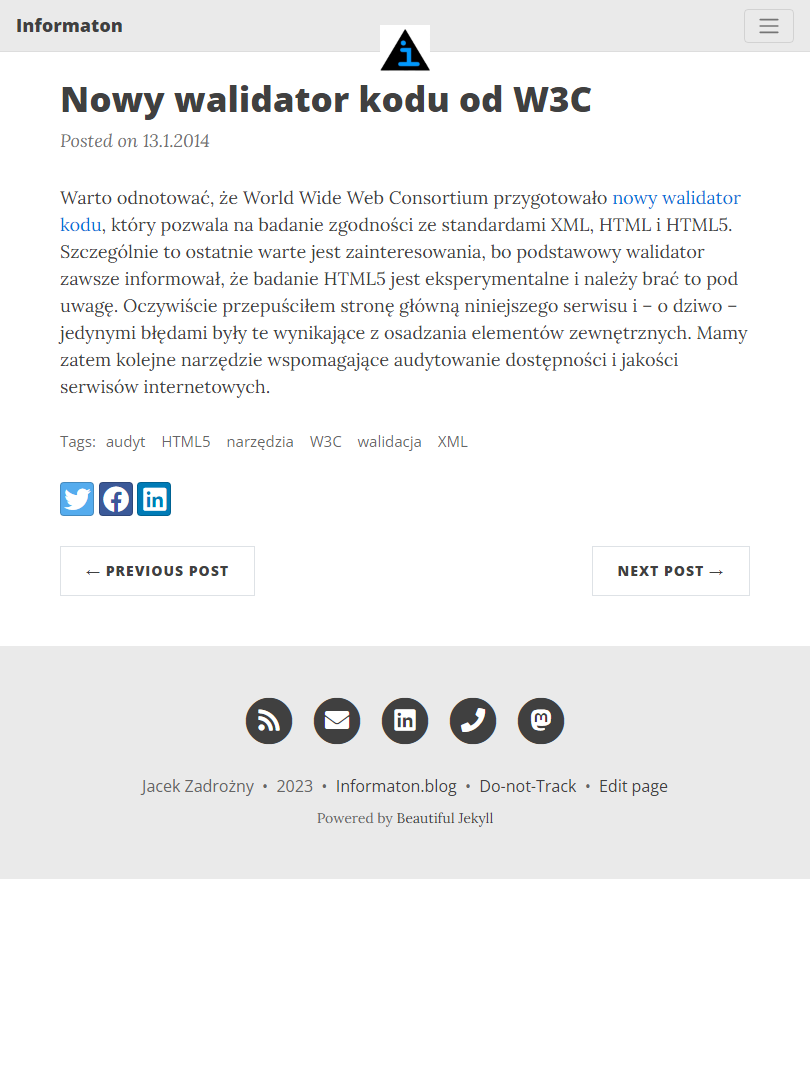 Informaton
i
Nowy walidator kodu od W3C
Posted on 13.1.2014
Warto odnotować, że World Wide Web Consortium przygotowało nowy walidator
kodu, który pozwala na badanie zgodności ze standardami XML, HTML i HTML5.
Szczególnie to ostatnie warte jest zainteresowania, bo podstawowy walidator
zawsze informował, że badanie HTML5 jest eksperymentalne i należy brać to pod
uwagę. Oczywiście przepuściłem stronę główną niniejszego serwisu i – o dziwo –
jedynymi błędami były te wynikające z osadzania elementów zewnętrznych. Mamy
zatem kolejne narzędzie wspomagające audytowanie dostępności i jakości
serwisów internetowych.
Tags: audyt HTML5 narzędzia W3C walidacja XML
← PREVIOUS POST NEXT POST →
Jacek Zadrożny • 2023 • Informaton.blog • Do-not-Track • Edit page
Powered by Beautiful Jekyll